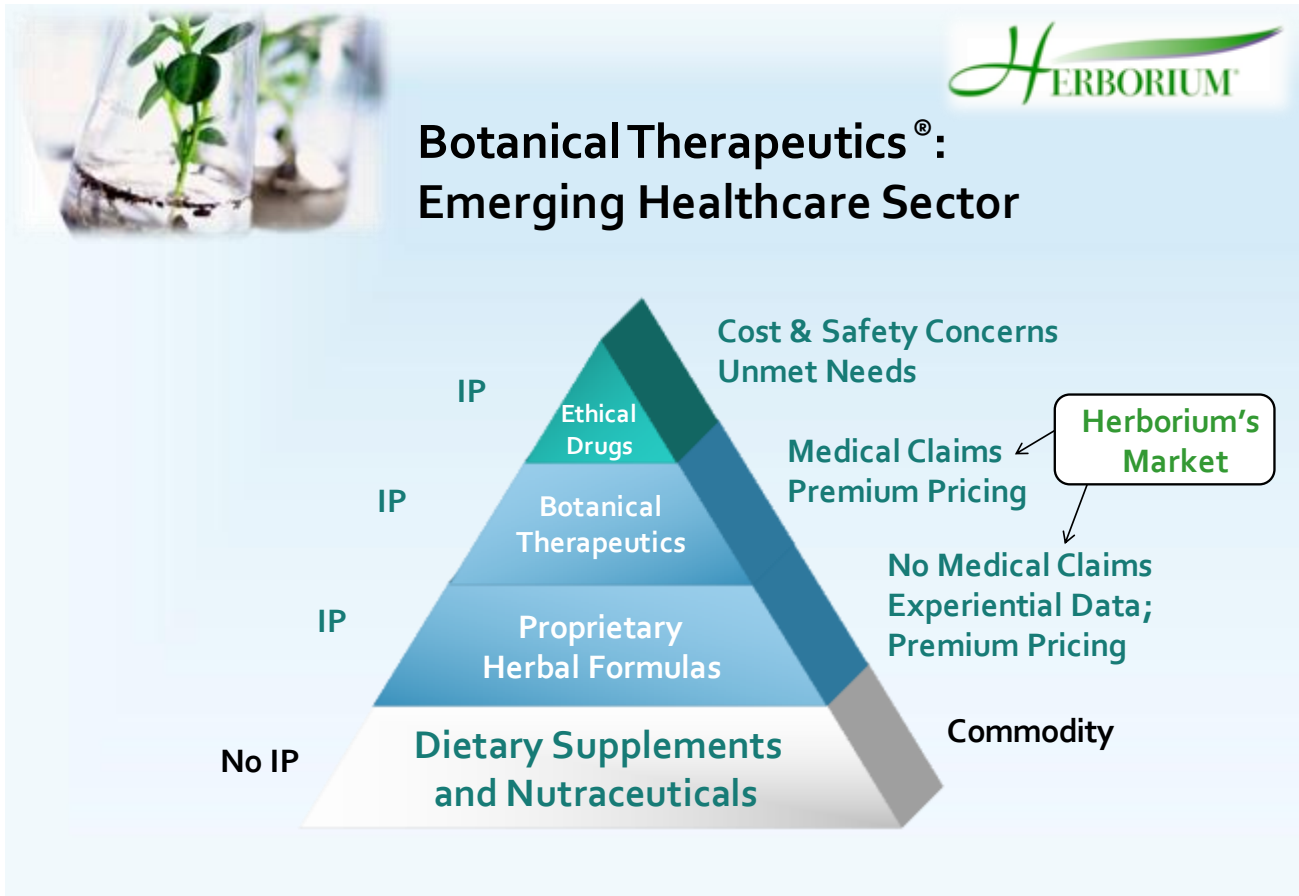 HERBORIUM®
Botanical Therapeutics®:
Emerging Healthcare Sector
IP
Ethical
Drugs
Cost & Safety Concerns
Unmet Needs
IP
Botanical
Therapeutics
Medical Claims
Premium Pricing
Herborium's
Market
IP
Proprietary
Herbal Formulas
No Medical Claims
Experiential Data;
Premium Pricing
No IP
Dietary Supplements
and Nutraceuticals
Commodity